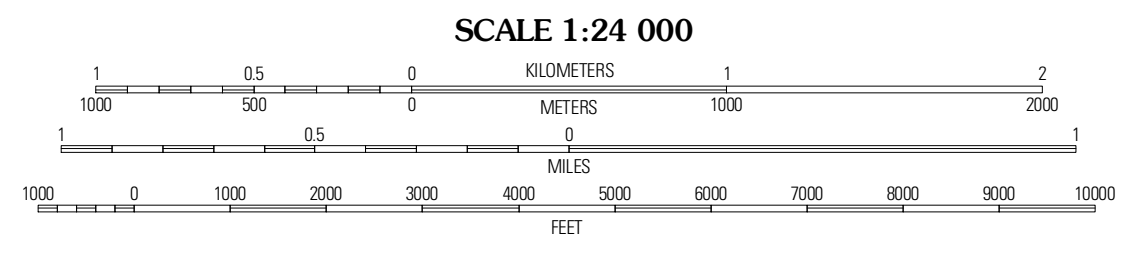 SCALE 1:24 000
1 0.5 0 KILOMETERS 1 2
1000 500 0 METERS 1000 2000
1 0.5 0 1
MILES
1000 0 1000 2000 3000 4000 5000 6000 7000 8000 9000 10000
FEET